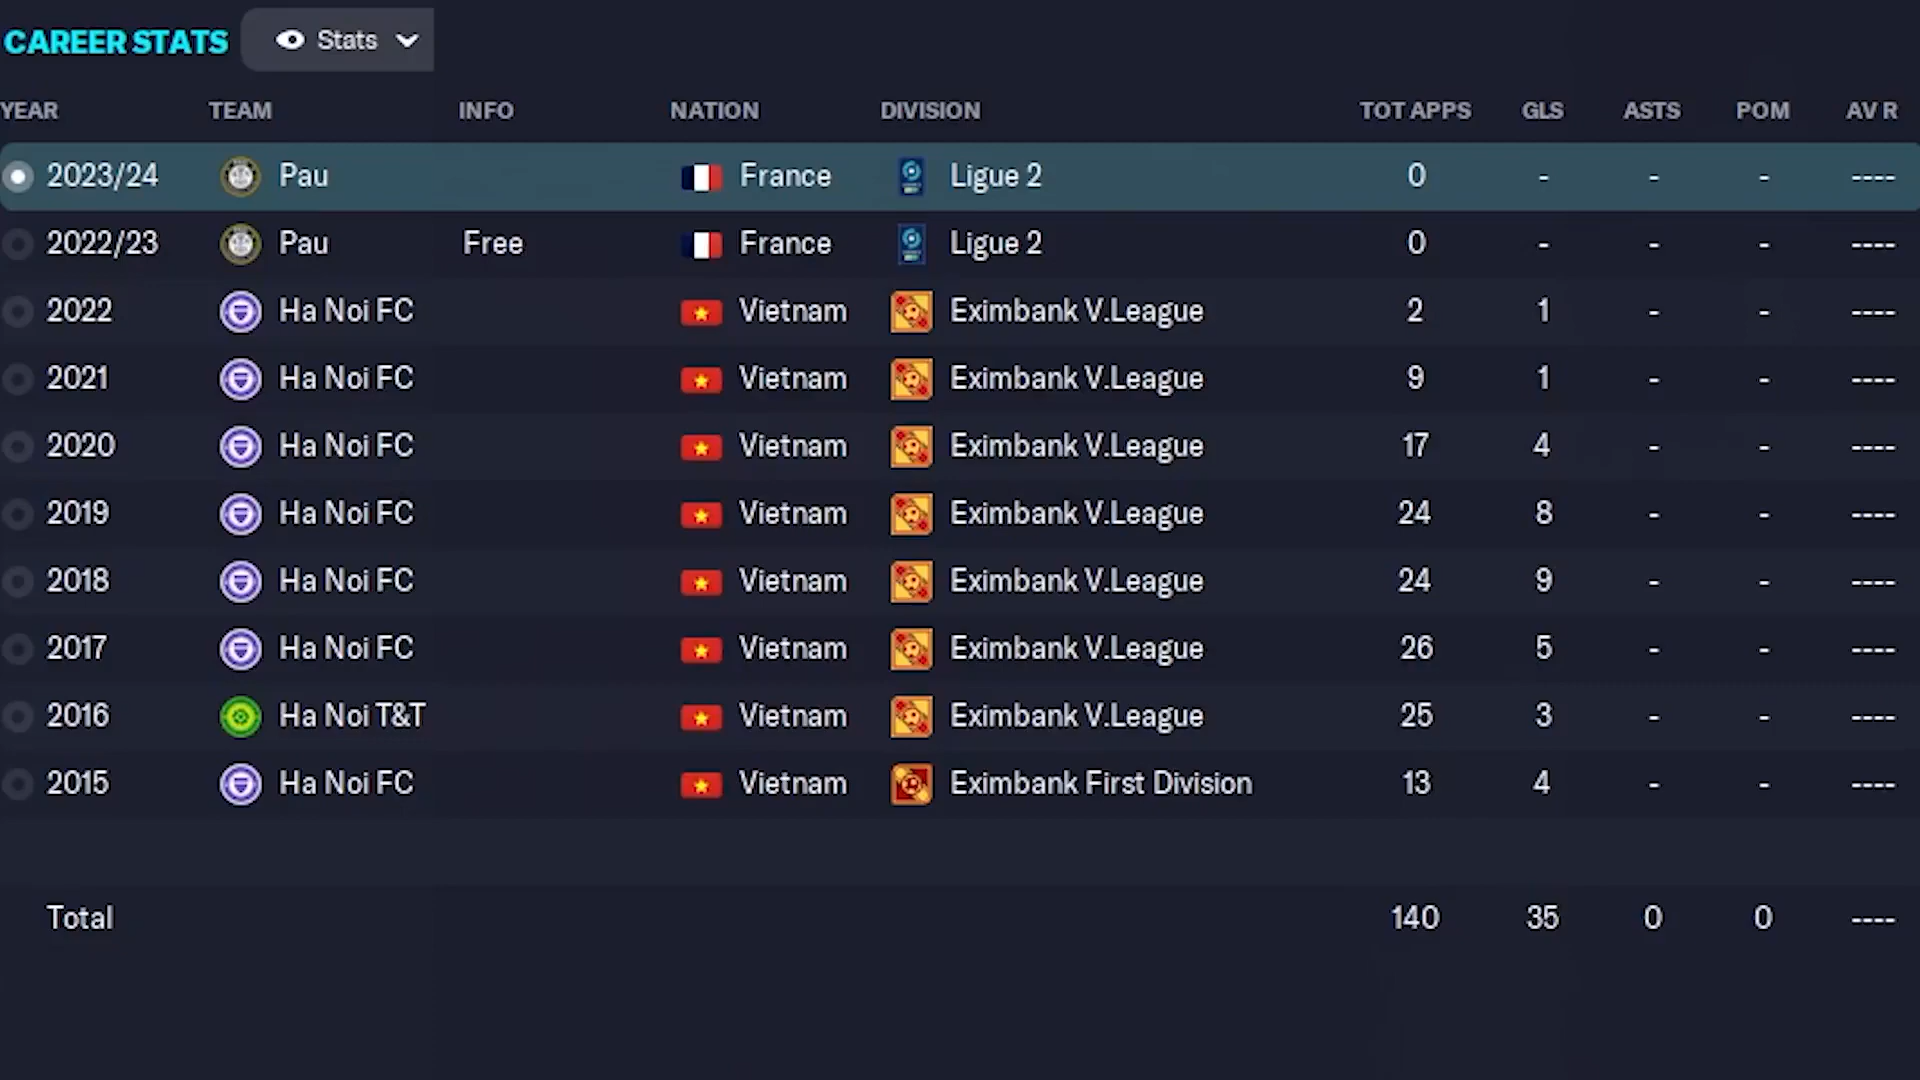 CAREER STATS Stats
YEAR TEAM INFO NATION DIVISION TOT APPS GLS ASTS POM AV R
2023/24 Pau France Ligue 2 0 - - - ----
2022/23 Pau Free France Ligue 2 0 - - - ----
2022 Ha Noi FC Vietnam Eximbank V.League 2 1 - - ----
2021 Ha Noi FC Vietnam Eximbank V.League 9 1 - - ----
2020 Ha Noi FC Vietnam Eximbank V.League 17 4 - - ----
2019 Ha Noi FC Vietnam Eximbank V.League 24 8 - - ----
2018 Ha Noi FC Vietnam Eximbank V.League 24 9 - - ----
2017 Ha Noi FC Vietnam Eximbank V.League 26 5 - - ----
2016 Ha Noi T&T Vietnam Eximbank V.League 25 3 - - ----
2015 Ha Noi FC Vietnam Eximbank First Division 13 4 - - ----
Total 140 35 0 0 ----